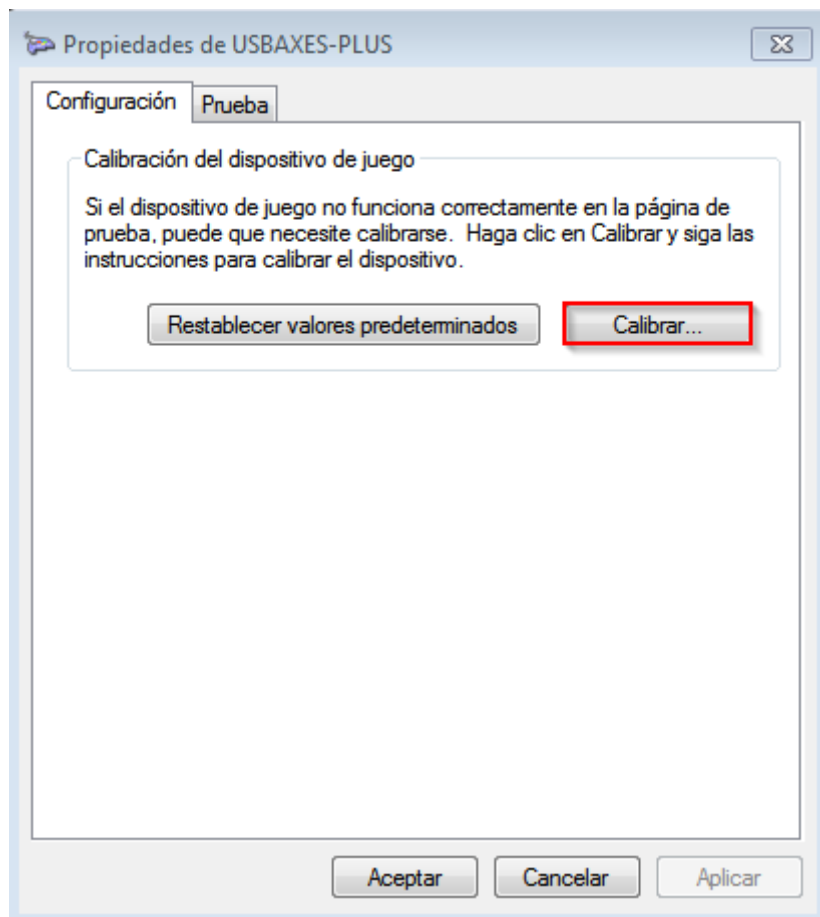 Propiedades de USBAXES-PLUS
Configuración
Prueba
Calibración del dispositivo de juego
Si el dispositivo de juego no funciona correctamente en la página de
prueba, puede que necesite calibrarse.  Haga clic en Calibrar y siga las
instrucciones para calibrar el dispositivo.
Restablecer valores predeterminados
Calibrar...
Aceptar
Cancelar
Aplicar